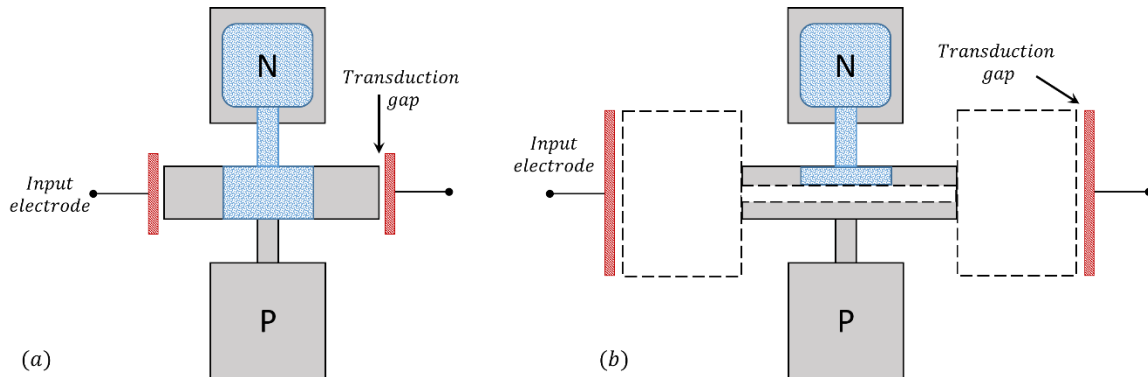 N
Transduction
gap
Input
electrode
P
(a)
N
Transduction
gap
Input
electrode
P
(b)